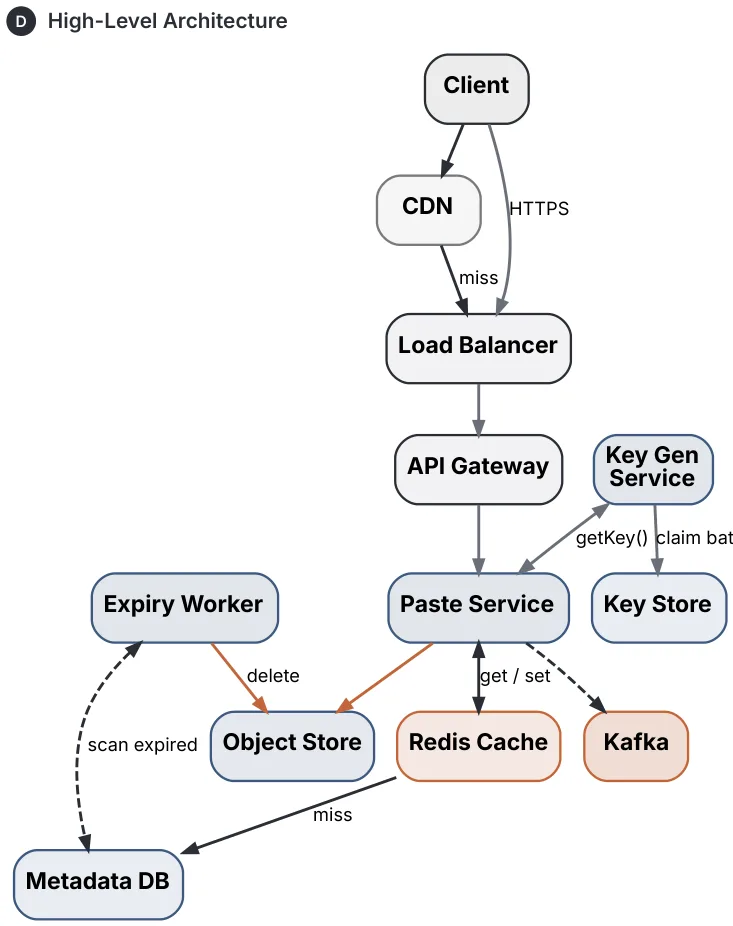 D High-Level Architecture
Client
CDN
HTTPS
miss
Load Balancer
API Gateway
Key Gen
Service
getKey()
claim bat
Expiry Worker
Paste Service
Key Store
delete
get / set
scan expired
Object Store
Redis Cache
Kafka
miss
Metadata DB